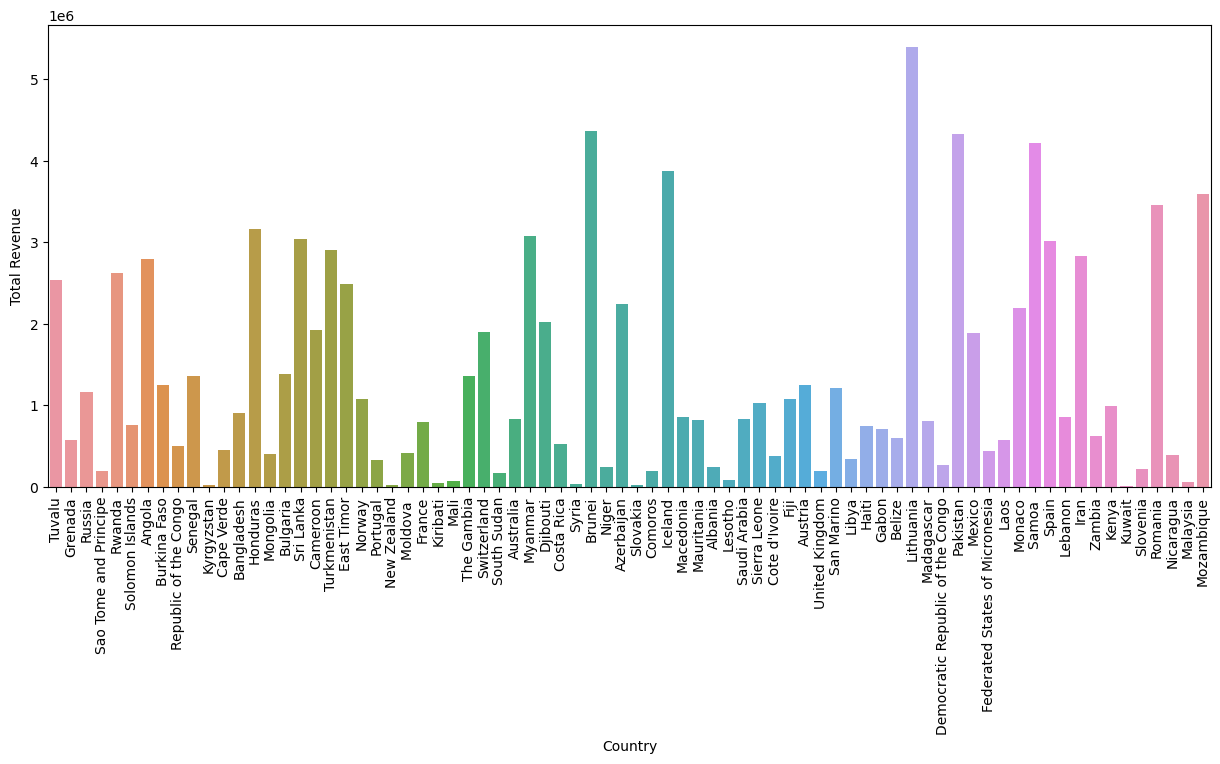 1e6
5
4
3
2
1
0
Total Revenue
Tuvalu
Grenada
Russia
Sao Tome and Principe
Rwanda
Solomon Islands
Angola
Burkina Faso
Republic of the Congo
Senegal
Kyrgyzstan
Cape Verde
Bangladesh
Honduras
Mongolia
Bulgaria
Sri Lanka
Cameroon
Turkmenistan
East Timor
Norway
Portugal
New Zealand
Moldova
France
Kiribati
Mali
The Gambia
Switzerland
South Sudan
Australia
Myanmar
Djibouti
Costa Rica
Syria
Brunei
Niger
Azerbaijan
Slovakia
Comoros
Iceland
Macedonia
Mauritania
Albania
Lesotho
Saudi Arabia
Sierra Leone
Cote d'Ivoire
Fiji
Austria
United Kingdom
San Marino
Libya
Haiti
Gabon
Belize
Lithuania
Madagascar
Democratic Republic of the Congo
Pakistan
Mexico
Federated States of Micronesia
Laos
Monaco
Samoa
Spain
Lebanon
Iran
Zambia
Kenya
Kuwait
Slovenia
Romania
Nicaragua
Malaysia
Mozambique
Country